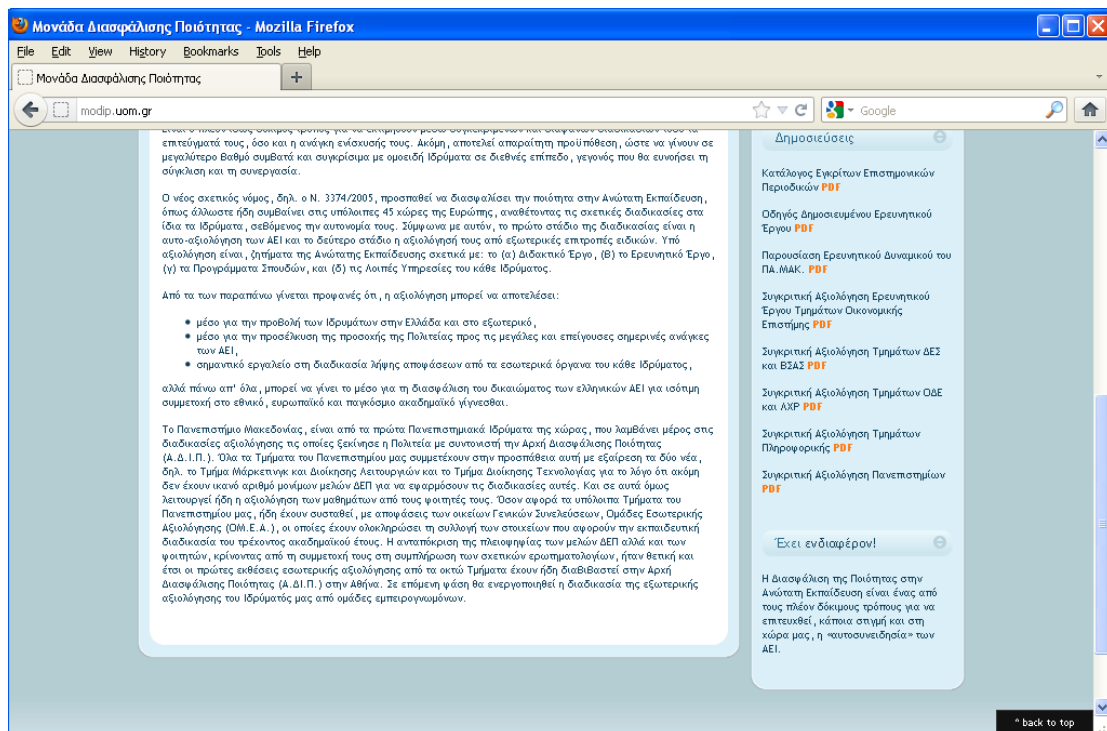 Μονάδα Διασφάλισης Ποιότητας - Mozilla Firefox
File Edit View History Bookmarks Tools Help
Μονάδα Διασφάλισης Ποιότητας
modip.uom.gr
Google
επιτεύγματά τους, όσο και η ανάγκη ενίσχυσής τους. Ακόμη, αποτελεί απαραίτητη προϋπόθεση, ώστε να γίνουν σε
μεγαλύτερο βαθμό συμβατά και συγκρίσιμα με ομοειδή Ιδρύματα σε διεθνές επίπεδο, γεγονός που θα ευνοήσει τη
σύγκλιση και τη συνεργασία.
Ο νέος σχετικός νόμος, δηλ. ο Ν. 3374/2005, προσπαθεί να διασφαλίσει την ποιότητα στην Ανώτατη Εκπαίδευση,
όπως άλλωστε ήδη συμβαίνει στις υπόλοιπες 45 χώρες της Ευρώπης, αναθέτοντας τις σχετικές διαδικασίες στα
ίδια τα Ιδρύματα, σεβόμενος την αυτονομία τους. Σύμφωνα με αυτόν, το πρώτο στάδιο της διαδικασίας είναι η
αυτο-αξιολόγηση των ΑΕΙ και το δεύτερο στάδιο η αξιολόγησή τους από εξωτερικές επιτροπές ειδικών. Υπό
αξιολόγηση είναι, ζητήματα της Ανώτατης Εκπαίδευσης σχετικά με: το (α) Διδακτικό Έργο, (β) το Ερευνητικό Έργο,
(γ) τα Προγράμματα Σπουδών, και (δ) τις Λοιπές Υπηρεσίες του κάθε Ιδρύματος.
Από τα των παραπάνω γίνεται προφανές ότι, η αξιολόγηση μπορεί να αποτελέσει:
• μέσο για την προβολή των Ιδρυμάτων στην Ελλάδα και στο εξωτερικό,
• μέσο για την προσέλκυση της προσοχής της Πολιτείας προς τις μεγάλες και επείγουσες σημερινές ανάγκες
των ΑΕΙ,
• σημαντικό εργαλείο στη διαδικασία λήψης αποφάσεων από τα εσωτερικά όργανα του κάθε Ιδρύματος,
αλλά πάνω απ' όλα, μπορεί να γίνει το μέσο για τη διασφάλιση του δικαιώματος των ελληνικών ΑΕΙ για ισότιμη
συμμετοχή στο εθνικό, ευρωπαϊκό και παγκόσμιο ακαδημαϊκό γίγνεσθαι.
Το Πανεπιστήμιο Μακεδονίας, είναι από τα πρώτα Πανεπιστημιακά Ιδρύματα της χώρας, που λαμβάνει μέρος στις
διαδικασίες αξιολόγησης τις οποίες ξεκίνησε η Πολιτεία με συντονιστή την Αρχή Διασφάλισης Ποιότητας
(Α.ΔΙ.Π.). Όλα τα Τμήματα του Πανεπιστημίου μας συμμετέχουν στην προσπάθεια αυτή με εξαίρεση τα δύο νέα,
δηλ. το Τμήμα Μάρκετινγκ και Διοίκησης Λειτουργιών και το Τμήμα Διοίκησης Τεχνολογίας για το λόγο ότι ακόμη
δεν έχουν ικανό αριθμό μονίμων μελών ΔΕΠ για να εφαρμόσουν τις διαδικασίες αυτές. Και σε αυτά όμως
λειτουργεί ήδη η αξιολόγηση των μαθημάτων από τους φοιτητές τους. Όσον αφορά τα υπόλοιπα Τμήματα του
Πανεπιστημίου μας, ήδη έχουν συσταθεί, με αποφάσεις των οικείων Γενικών Συνελεύσεων, Ομάδες Εσωτερικής
Αξιολόγησης (ΟΜ.Ε.Α.), οι οποίες έχουν ολοκληρώσει τη συλλογή των στοιχείων που αφορούν την εκπαιδευτική
διαδικασία του τρέχοντος ακαδημαϊκού έτους. Η ανταπόκριση της πλειοψηφίας των μελών ΔΕΠ αλλά και των
φοιτητών, κρίνοντας από τη συμμετοχή τους στη συμπλήρωση των σχετικών ερωτηματολογίων, ήταν θετική και
έτσι οι πρώτες εκθέσεις εσωτερικής αξιολόγησης από τα οκτώ Τμήματα έχουν ήδη διαβιβαστεί στην Αρχή
Διασφάλισης Ποιότητας (Α.ΔΙ.Π.) στην Αθήνα. Σε επόμενη φάση θα ενεργοποιηθεί η διαδικασία της εξωτερικής
αξιολόγησης του Ιδρύματός μας από ομάδες εμπειρογνωμόνων.
Δημοσιεύσεις
Κατάλογος Εγκρίτων Επιστημονικών
Περιοδικών PDF
Οδηγός Δημοσιευμένου Ερευνητικού
Έργου PDF
Παρουσίαση Ερευνητικού Δυναμικού του
ΠΑ.ΜΑΚ. PDF
Συγκριτική Αξιολόγηση Ερευνητικού
Έργου Τμημάτων Οικονομικής
Επιστήμης PDF
Συγκριτική Αξιολόγηση Τμημάτων ΔΕΣ
και ΒΣΑΣ PDF
Συγκριτική Αξιολόγηση Τμημάτων ΟΔΕ
και ΛΧΡ PDF
Συγκριτική Αξιολόγηση Τμημάτων
Πληροφορικής PDF
Συγκριτική Αξιολόγηση Πανεπιστημίων
PDF
Έχει ενδιαφέρον!
Η Διασφάλιση της Ποιότητας στην
Ανώτατη Εκπαίδευση είναι ένας από
τους πλέον δόκιμους τρόπους για να
επιτευχθεί, κάποια στιγμή και στη
χώρα μας, η «αυτοσυνειδησία» των
ΑΕΙ.
^ back to top